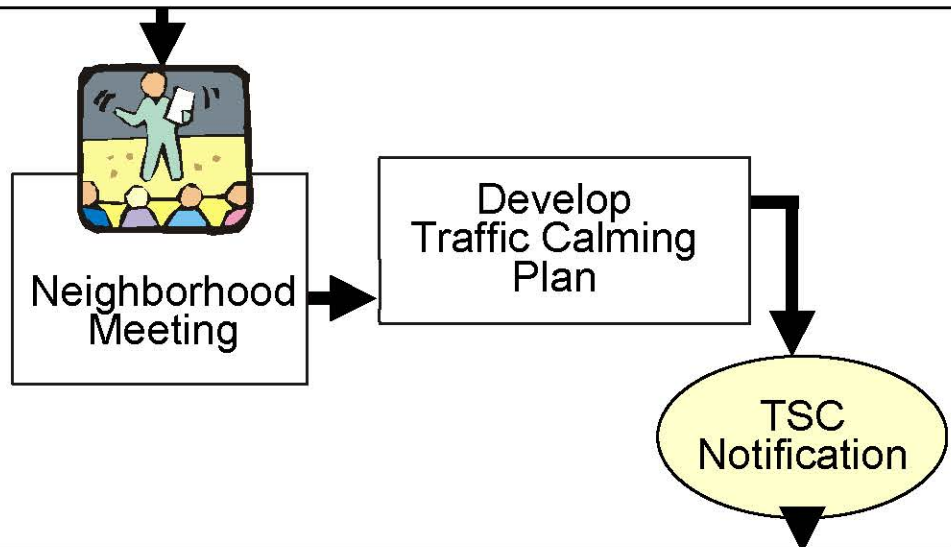 Neighborhood
Meeting
Develop
Traffic Calming
Plan
TSC
Notification